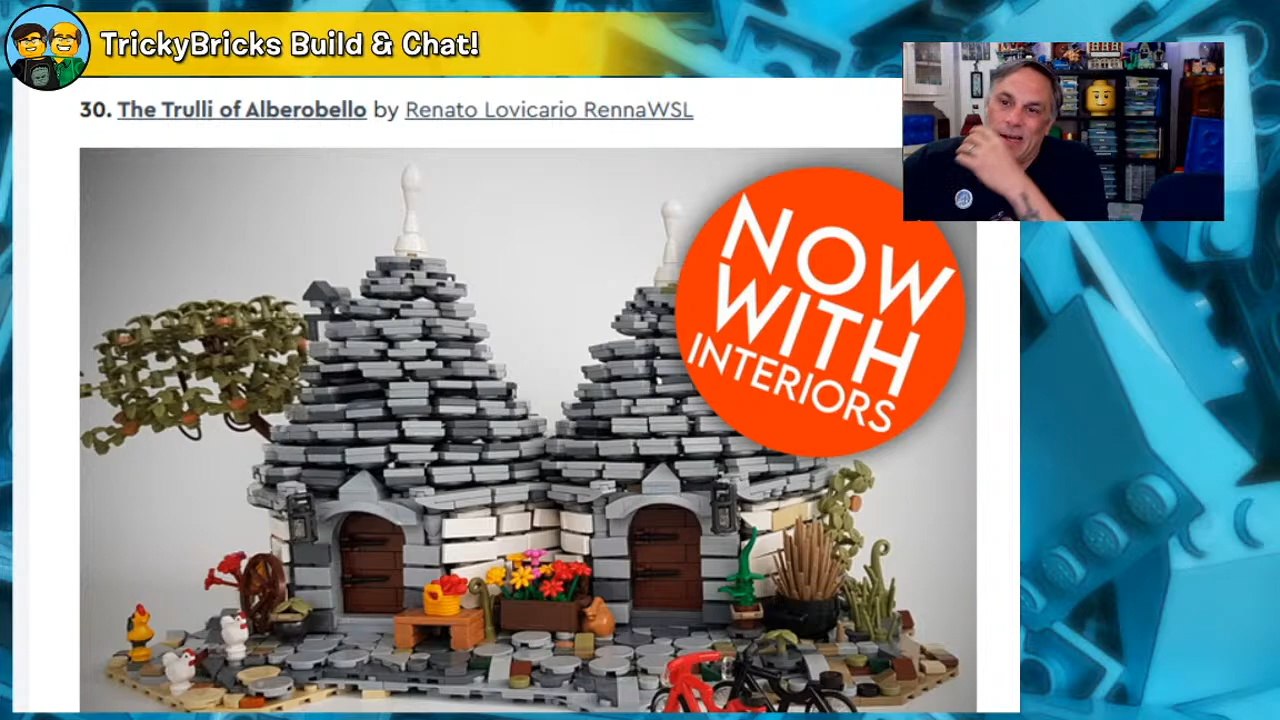 TrickyBricks Build & Chat!
30. The Trulli of Alberobello by Renato Lovicario RennaWSL
NOW
WITH
INTERIORS